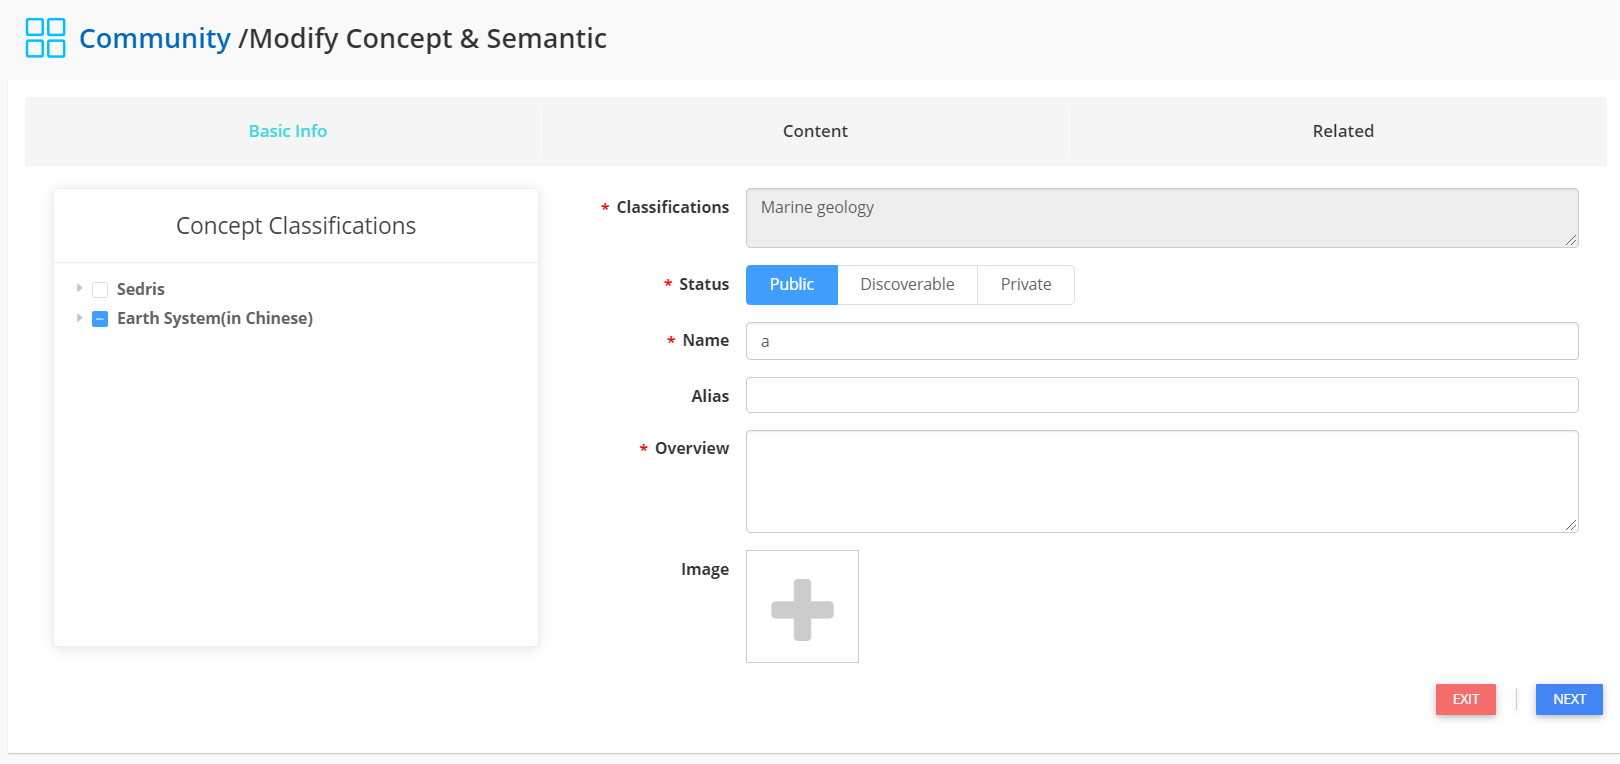 Community /Modify Concept & Semantic
Basic Info
Content
Related
Concept Classifications
Sedris
Earth System(in Chinese)
* Classifications
Marine geology
* Status
Public
Discoverable
Private
* Name
a
Alias
* Overview
Image
EXIT
NEXT